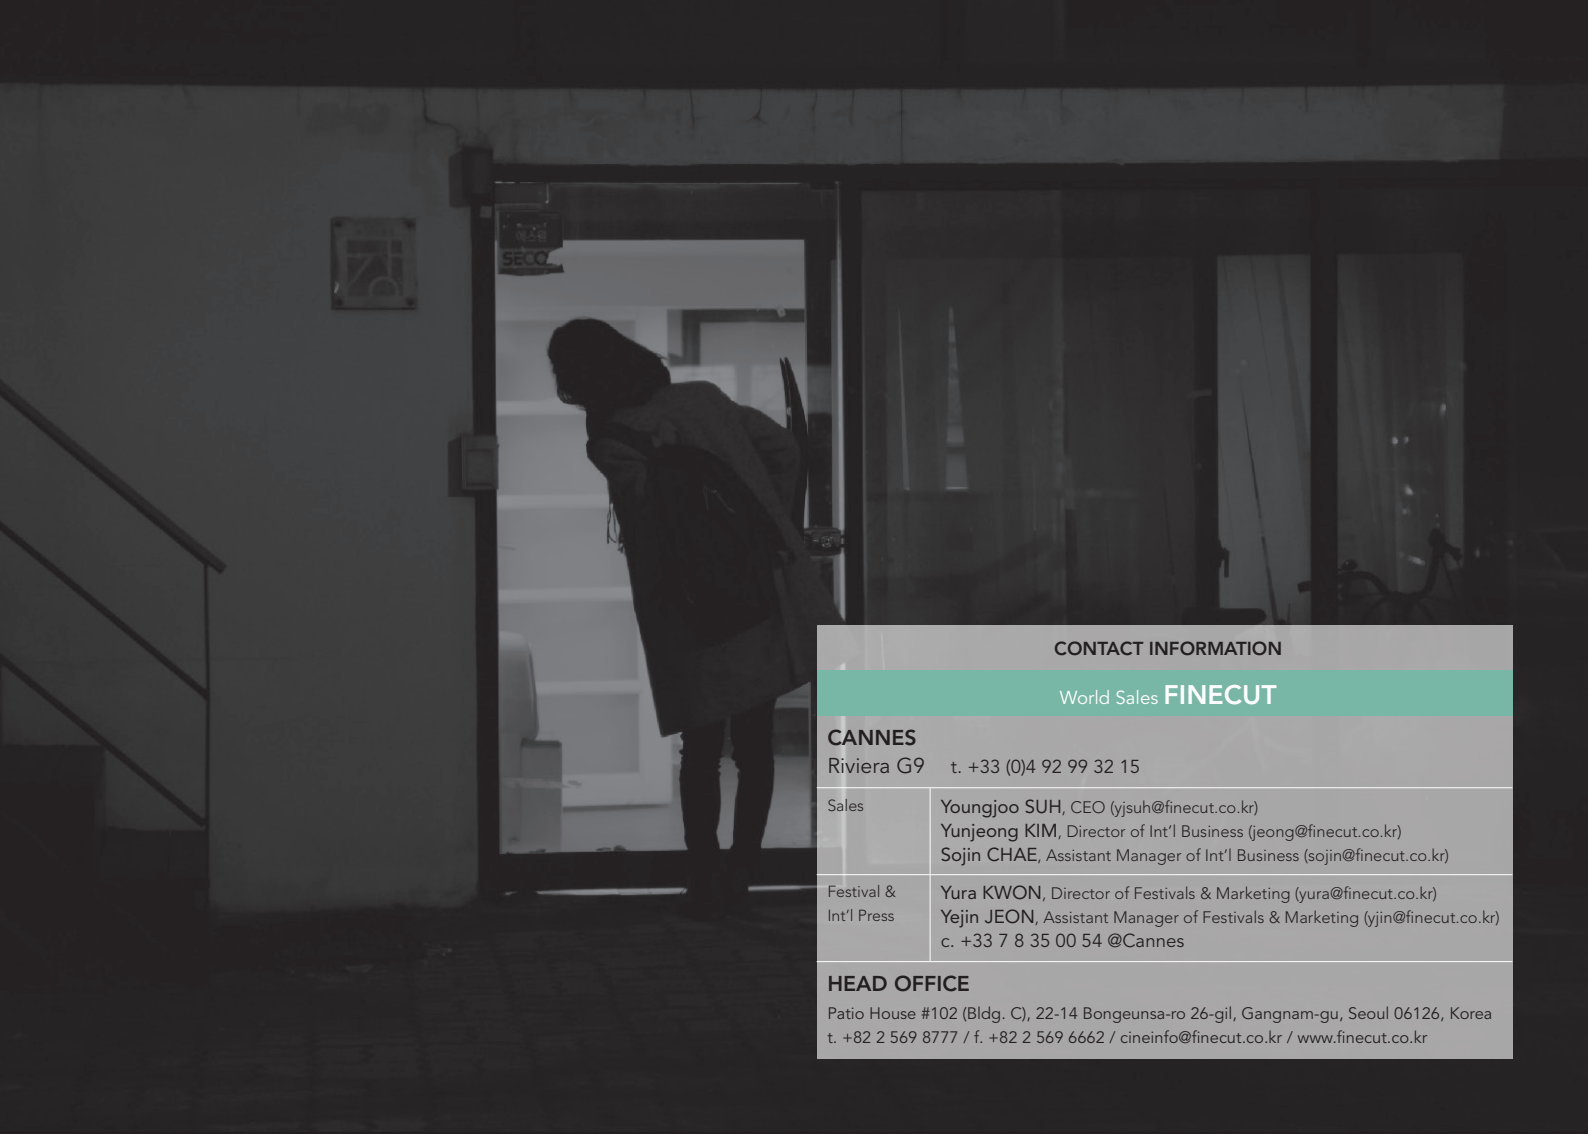 에스원
SECO
CONTACT INFORMATION
World Sales FINECUT
CANNES
Riviera G9 t. +33 (0)4 92 99 32 15
Sales
Youngjoo SUH, CEO (yjsuh@finecut.co.kr)
Yunjeong KIM, Director of Int’l Business (jeong@finecut.co.kr)
Sojin CHAE, Assistant Manager of Int’l Business (sojin@finecut.co.kr)
Festival &
Int’l Press
Yura KWON, Director of Festivals & Marketing (yura@finecut.co.kr)
Yejin JEON, Assistant Manager of Festivals & Marketing (yjin@finecut.co.kr)
c. +33 7 8 35 00 54 @Cannes
HEAD OFFICE
Patio House #102 (Bldg. C), 22-14 Bongeunsa-ro 26-gil, Gangnam-gu, Seoul 06126, Korea
t. +82 2 569 8777 / f. +82 2 569 6662 / cineinfo@finecut.co.kr / www.finecut.co.kr